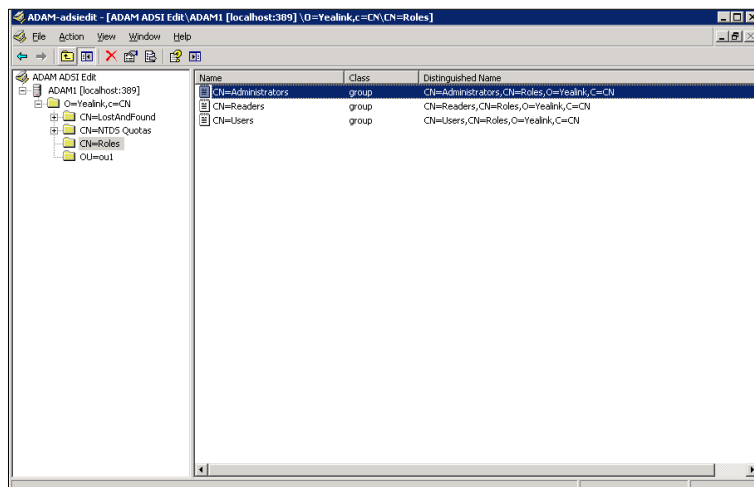 ADAM-adsiedit - [ADAM ADSI Edit\ADAM1 [localhost:389] \O=Yealink,c=CN\CN=Roles]
File Action View Window Help
ADAM ADSI Edit
ADAM1 [localhost:389]
O=Yealink,c=CN
CN=LostAndFound
CN=NTDS Quotas
CN=Roles
OU=ou1
Name Class Distinguished Name
CN=Administrators group CN=Administrators,CN=Roles,O=Yealink,C=CN
CN=Readers group CN=Readers,CN=Roles,O=Yealink,C=CN
CN=Users group CN=Users,CN=Roles,O=Yealink,C=CN